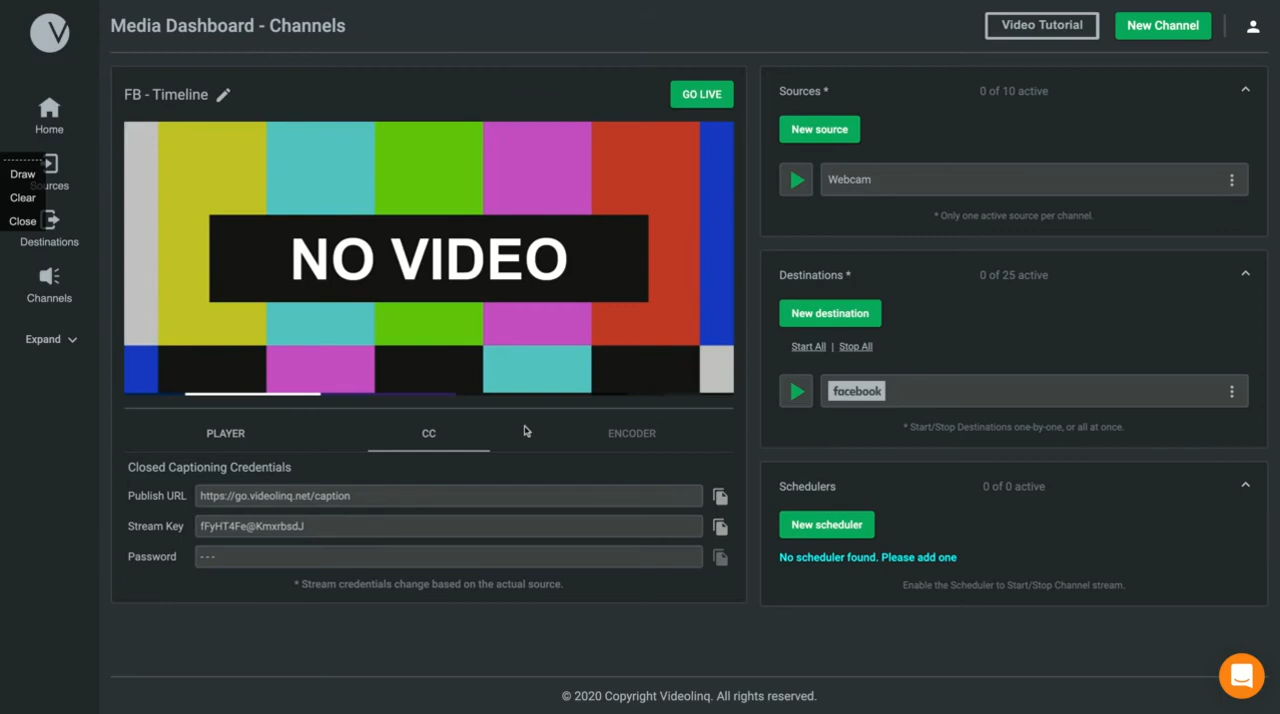 V
Media Dashboard - Channels
Video Tutorial
New Channel
Home
Draw
Sources
Clear
Close
Destinations
Channels
Expand
FB - Timeline
GO LIVE
NO VIDEO
PLAYER
CC
ENCODER
Closed Captioning Credentials
Publish URL https://go.videolinq.net/caption
Stream Key fFyHT4Fe@KmxrbsdJ
Password ---
* Stream credentials change based on the actual source.
Sources * 0 of 10 active
New source
Webcam
* Only one active source per channel.
Destinations * 0 of 25 active
New destination
Start All | Stop All
facebook
* Start/Stop Destinations one-by-one, or all at once.
Schedulers 0 of 0 active
New scheduler
No scheduler found. Please add one
Enable the Scheduler to Start/Stop Channel stream.
© 2020 Copyright Videolinq. All rights reserved.